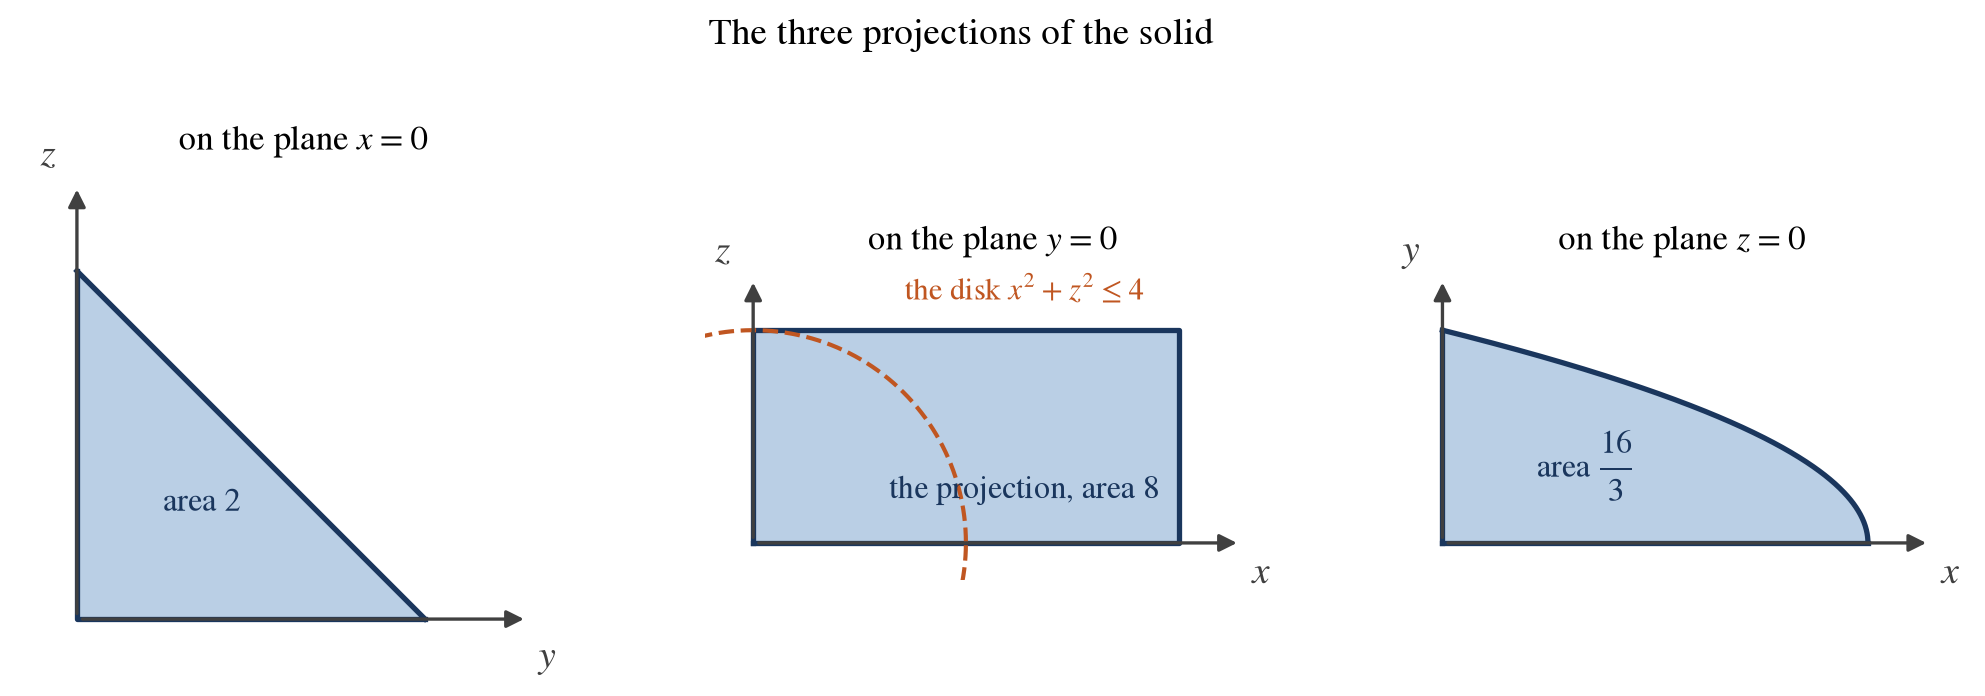 The three projections of the solid
on the plane x = 0
z
area 2
y
on the plane y = 0
z
the disk x² + z² ≤ 4
the projection, area 8
x
on the plane z = 0
y
area 16/3
x